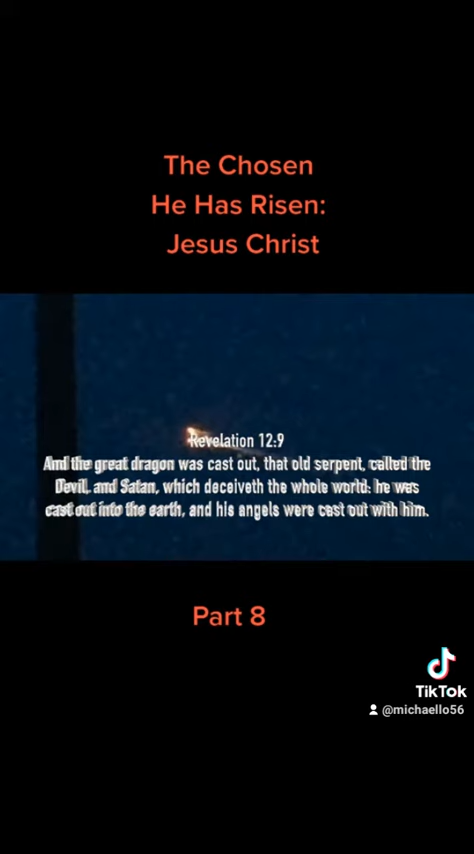 The Chosen
He Has Risen:
Jesus Christ
Revelation 12:9
And the great dragon was cast out, that old serpent, called the
Devil, and Satan, which deceiveth the whole world: he was
cast out into the earth, and his angels were cast out with him.
Part 8
TikTok
@michaello56